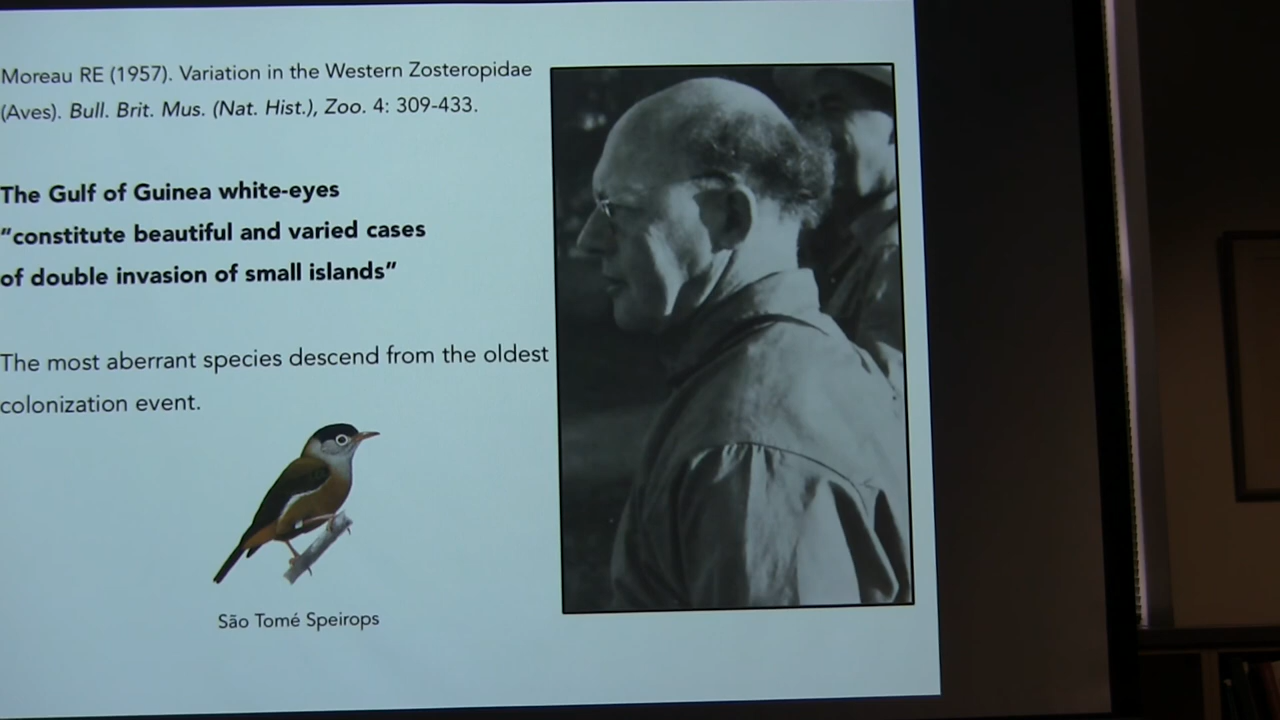 Moreau RE (1957). Variation in the Western Zosteropidae
(Aves). Bull. Brit. Mus. (Nat. Hist.), Zoo. 4: 309-433.
The Gulf of Guinea white-eyes
"constitute beautiful and varied cases
of double invasion of small islands"
The most aberrant species descend from the oldest
colonization event.
São Tomé Speirops